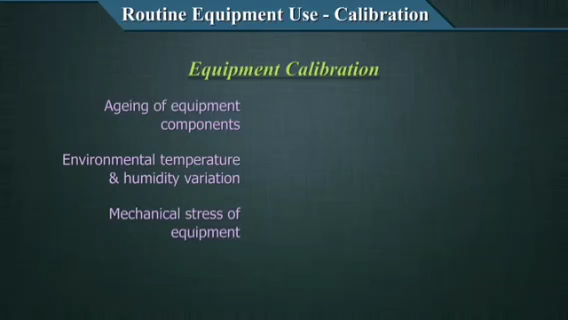 Routine Equipment Use - Calibration
Equipment Calibration
Ageing of equipment
components
Environmental temperature
& humidity variation
Mechanical stress of
equipment